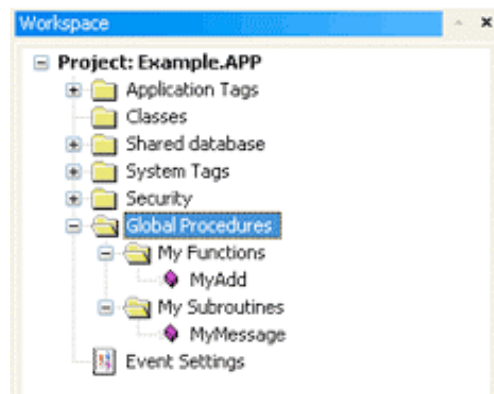 Workspace
Project: Example.APP
Application Tags
Classes
Shared database
System Tags
Security
Global Procedures
My Functions
MyAdd
My Subroutines
MyMessage
Event Settings